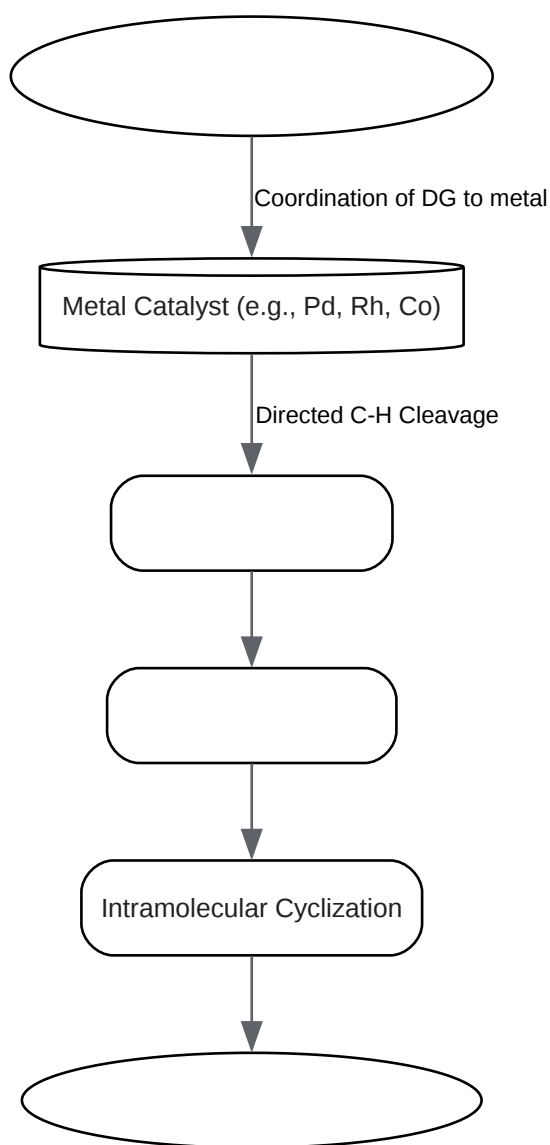 Coordination of DG to metal
Metal Catalyst (e.g., Pd, Rh, Co)
Directed C-H Cleavage
Intramolecular Cyclization